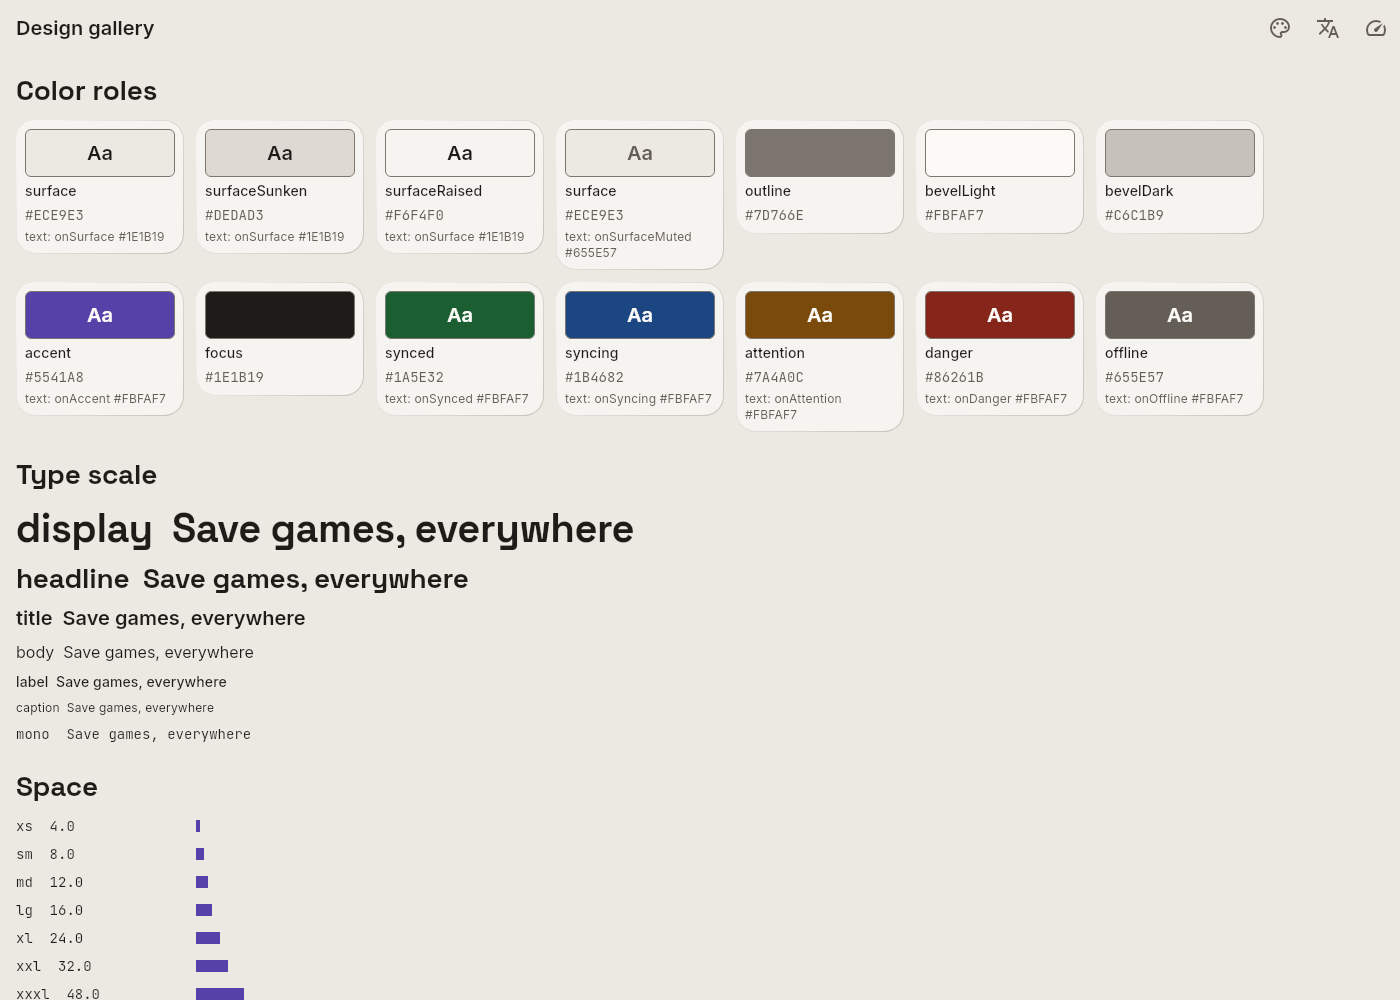 Design gallery
Color roles
Aa Aa Aa Aa
surface surfaceSunken surfaceRaised surface outline bevelLight bevelDark
#ECE9E3 #DEDAD3 #F6F4F0 #ECE9E3 #7D766E #FBFAF7 #C6C1B9
text: onSurface #1E1B19 text: onSurface #1E1B19 text: onSurface #1E1B19 text: onSurfaceMuted
#655E57
Aa Aa Aa Aa Aa Aa
accent focus synced syncing attention danger offline
#5541A8 #1E1B19 #1A5E32 #1B4682 #7A4A0C #86261B #655E57
text: onAccent #FBFAF7 text: onSynced #FBFAF7 text: onSyncing #FBFAF7 text: onAttention text: onDanger #FBFAF7 text: onOffline #FBFAF7
#FBFAF7
Type scale
display Save games, everywhere
headline Save games, everywhere
title Save games, everywhere
body Save games, everywhere
label Save games, everywhere
caption Save games, everywhere
mono Save games, everywhere
Space
xs 4.0
sm 8.0
md 12.0
lg 16.0
xl 24.0
xxl 32.0
xxxl 48.0